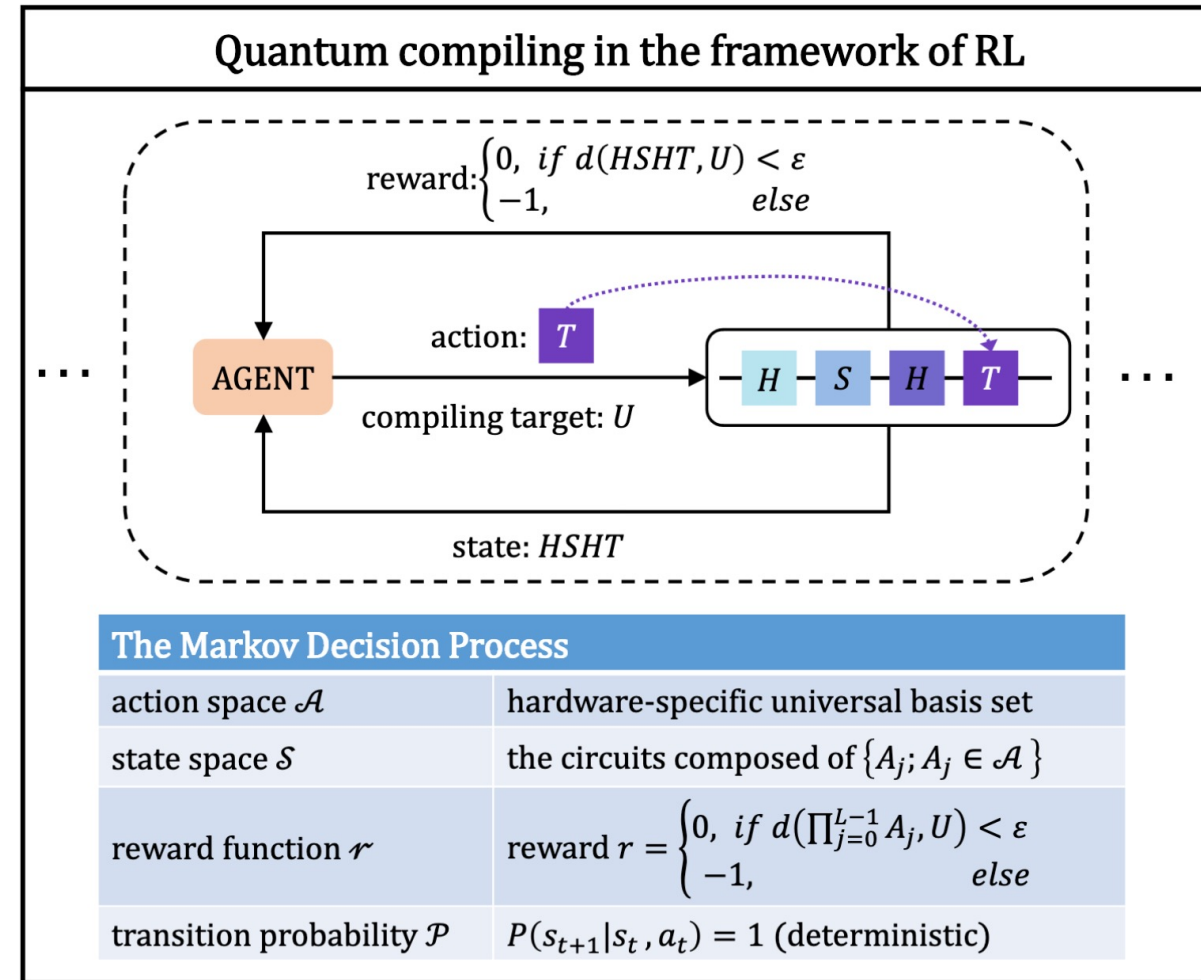 Quantum compiling in the framework of RL
reward: {0, if d(HSHT, U) < ε
−1, else
action: T
AGENT
H S H T
...
...
compiling target: U
state: HSHT
The Markov Decision Process
action space 𝒜 hardware-specific universal basis set
state space 𝒮 the circuits composed of {A_j; A_j ∈ 𝒜}
reward function 𝓇 reward r = {0, if d(∏_{j=0}^{L−1} A_j, U) < ε
−1, else
transition probability 𝒫 P(s_{t+1}|s_t, a_t) = 1 (deterministic)